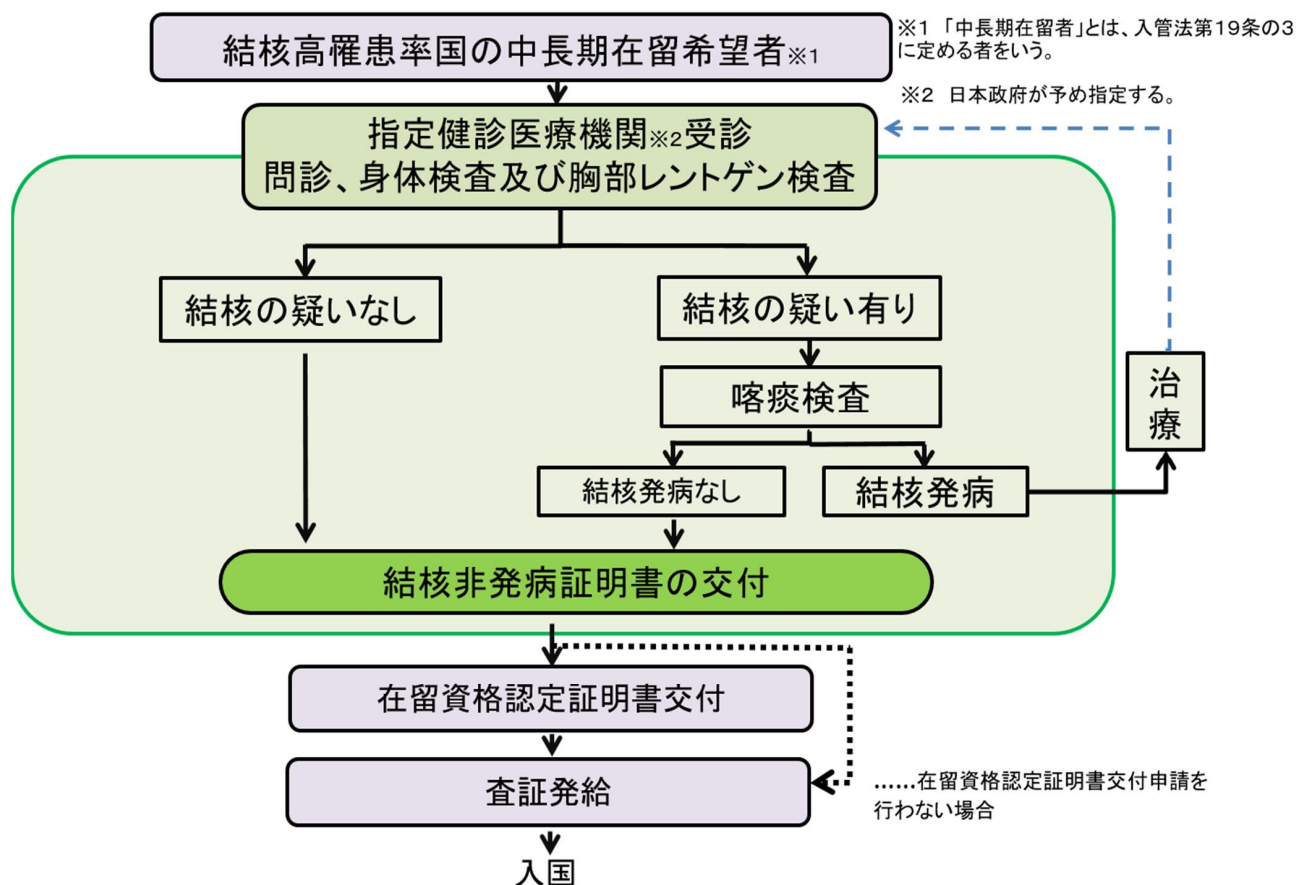 結核高罹患率国の中長期在留希望者※1
※1 「中長期在留者」とは、入管法第19条の3
に定める者をいう。
※2 日本政府が予め指定する。
指定健診医療機関※2受診
問診、身体検査及び胸部レントゲン検査
結核の疑いなし
結核の疑い有り
喀痰検査
治療
結核発病なし
結核発病
結核非発病証明書の交付
在留資格認定証明書交付
査証発給
……在留資格認定証明書交付申請を
行わない場合
入国